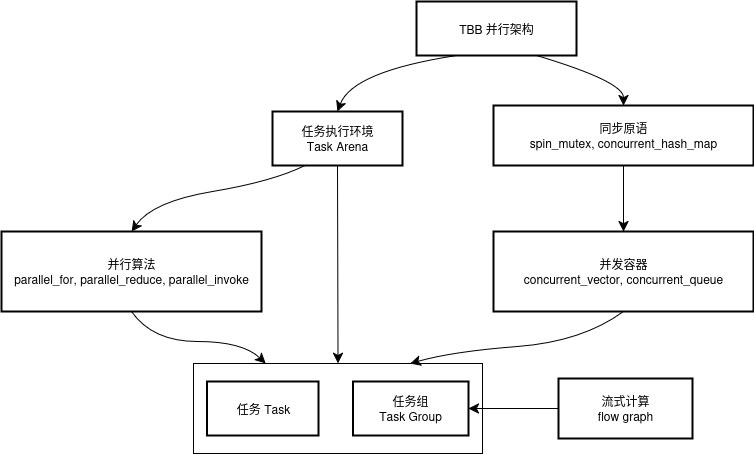 TBB 并行架构
任务执行环境
Task Arena
同步原语
spin_mutex, concurrent_hash_map
并行算法
parallel_for, parallel_reduce, parallel_invoke
并发容器
concurrent_vector, concurrent_queue
任务 Task
任务组
Task Group
流式计算
flow graph